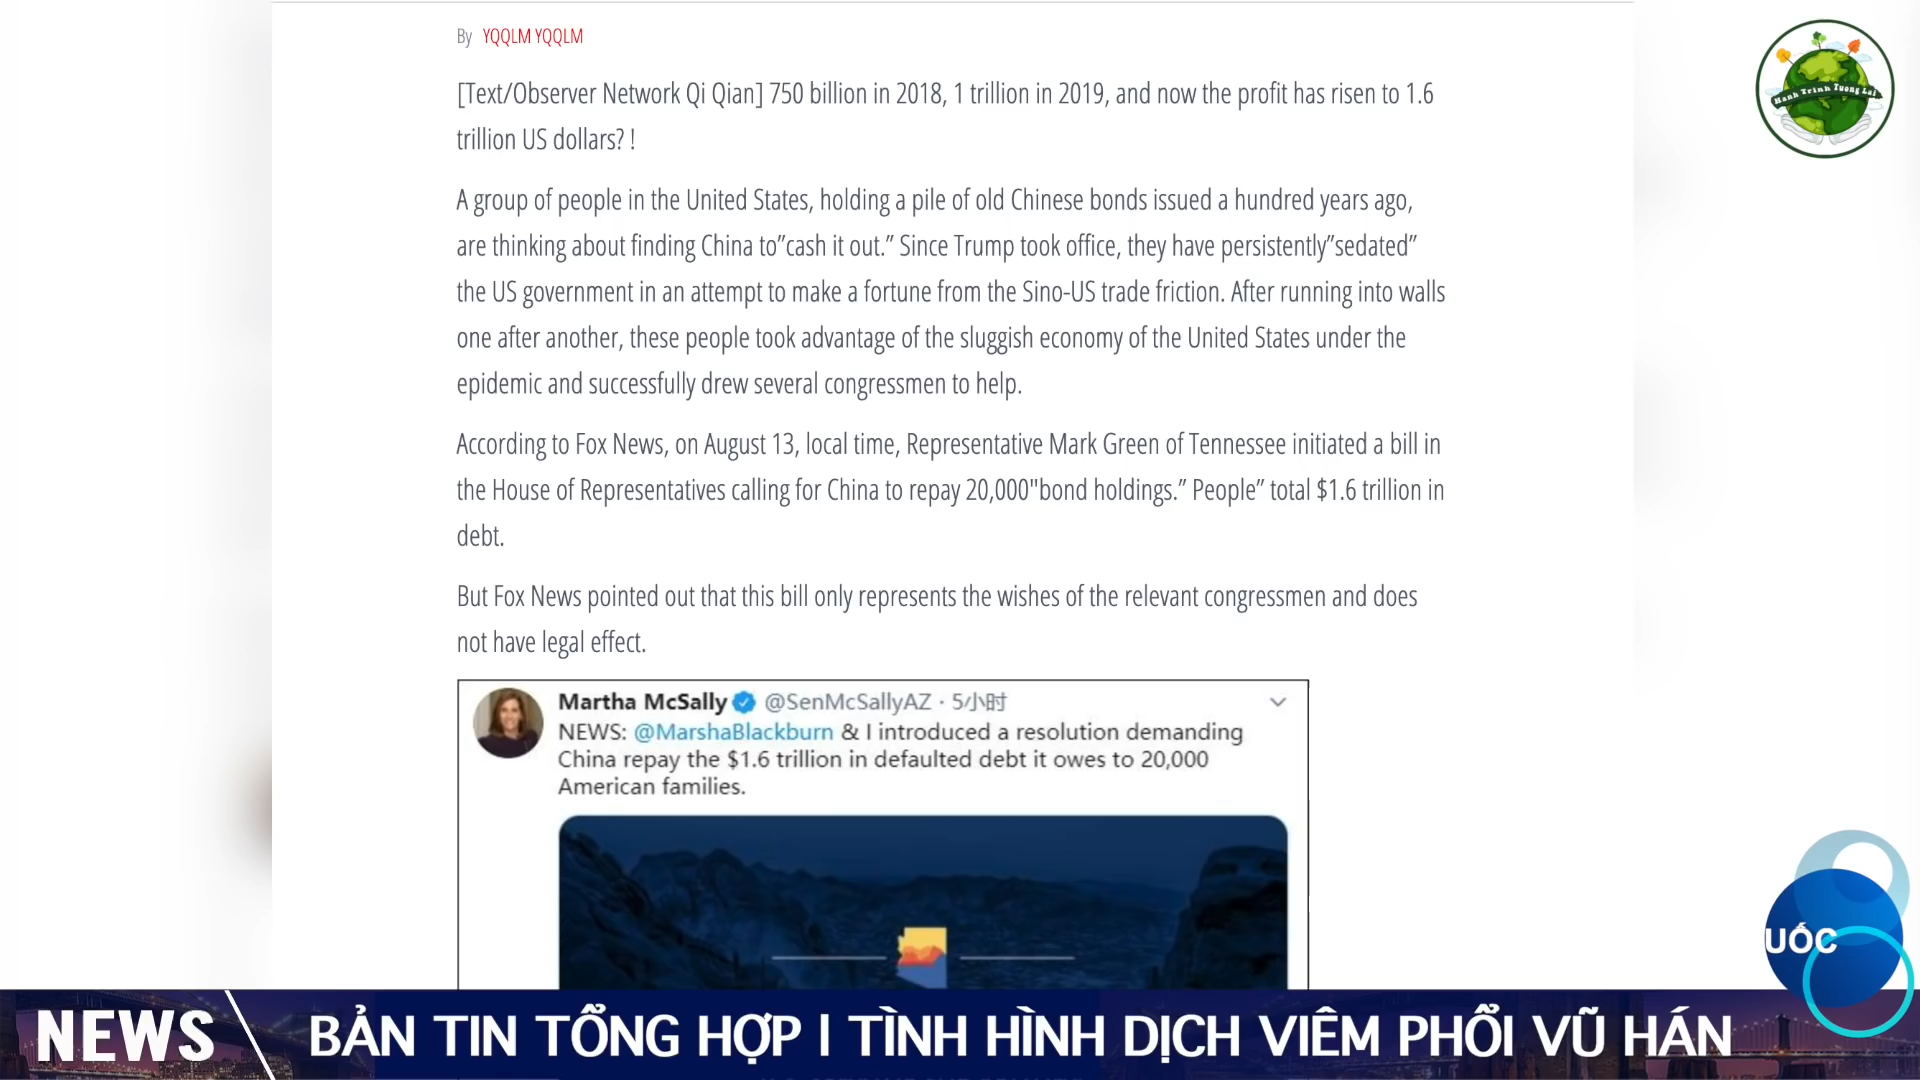 By YQQLM YQQLM
[Text/Observer Network Qi Qian] 750 billion in 2018, 1 trillion in 2019, and now the profit has risen to 1.6
trillion US dollars? !
A group of people in the United States, holding a pile of old Chinese bonds issued a hundred years ago,
are thinking about finding China to”cash it out.” Since Trump took office, they have persistently”sedated”
the US government in an attempt to make a fortune from the Sino-US trade friction. After running into walls
one after another, these people took advantage of the sluggish economy of the United States under the
epidemic and successfully drew several congressmen to help.
According to Fox News, on August 13, local time, Representative Mark Green of Tennessee initiated a bill in
the House of Representatives calling for China to repay 20,000"bond holdings.” People” total $1.6 trillion in
debt.
But Fox News pointed out that this bill only represents the wishes of the relevant congressmen and does
not have legal effect.
Martha McSally @SenMcSallyAZ · 5小时
NEWS: @MarshaBlackburn & I introduced a resolution demanding
China repay the $1.6 trillion in defaulted debt it owes to 20,000
American families.
Hành Trình Tương Lai
UỐC
NEWS
BẢN TIN TỔNG HỢP | TÌNH HÌNH DỊCH VIÊM PHỔI VŨ HÁN